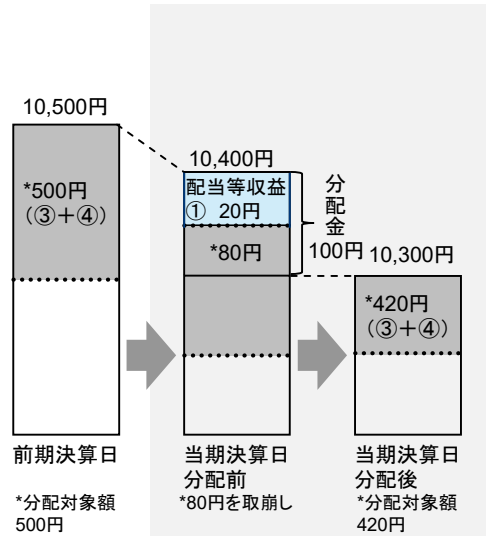 10,500円
*500円
(③+④)
10,400円
配当等収益
① 20円
*80円
分配金
100円
10,300円
*420円
(③+④)
前期決算日
*分配対象額
500円
当期決算日
分配前
*80円を取崩し
当期決算日
分配後
*分配対象額
420円